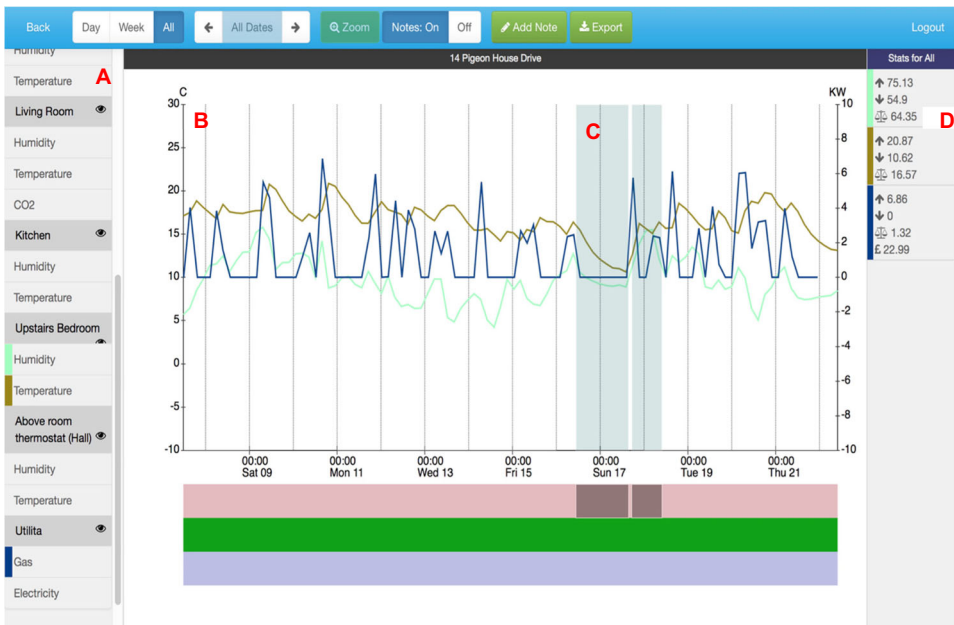 Back Day Week All All Dates Zoom Notes: On Off Add Note Export Logout
Humidity
Temperature
A
Living Room
Humidity
Temperature
CO2
Kitchen
Humidity
Temperature
Upstairs Bedroom
Humidity
Temperature
Above room
thermostat (Hall)
Humidity
Temperature
Utilita
Gas
Electricity
14 Pigeon House Drive
C
KW
30
25
20
15
10
5
0
-5
-10
B
C
10
8
6
4
2
0
-2
-4
-6
-8
-10
00:00 00:00 00:00 00:00 00:00 00:00 00:00
Sat 09 Mon 11 Wed 13 Fri 15 Sun 17 Tue 19 Thu 21
Stats for All
75.13
54.9
64.35
D
20.87
10.62
16.57
6.86
0
1.32
£ 22.99